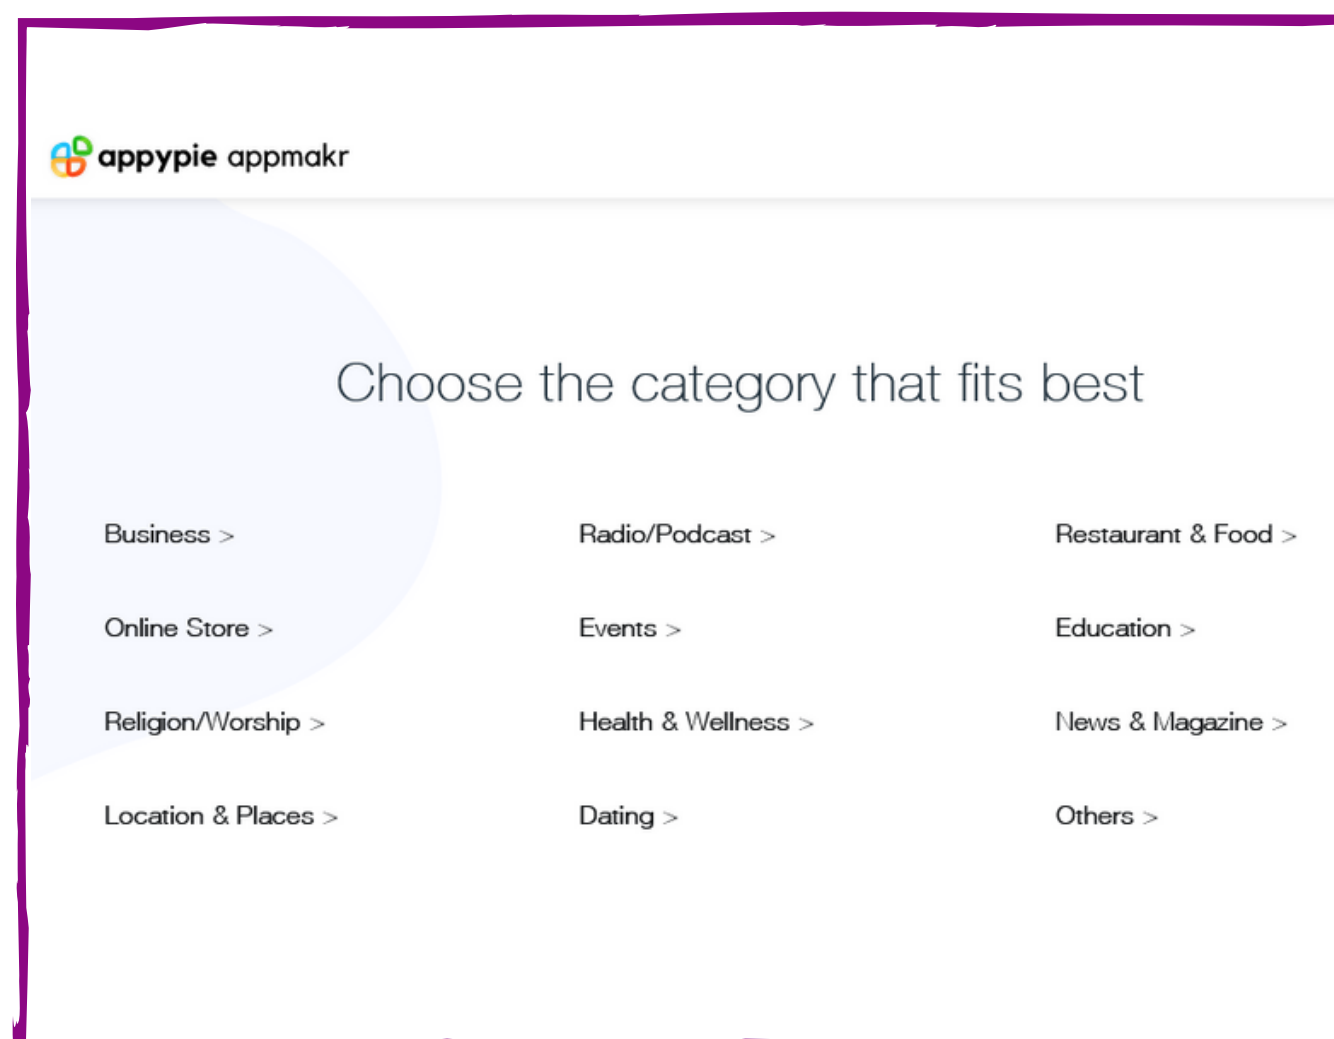 appypie appmakr
Choose the category that fits best
Business >
Radio/Podcast >
Restaurant & Food >
Online Store >
Events >
Education >
Religion/Worship >
Health & Wellness >
News & Magazine >
Location & Places >
Dating >
Others >